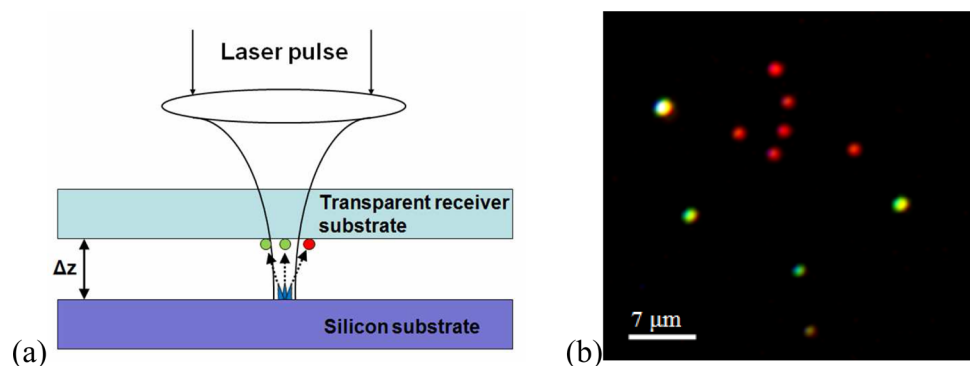 Laser pulse
Transparent receiver
substrate
Δz
Silicon substrate
(a)
7 μm
(b)